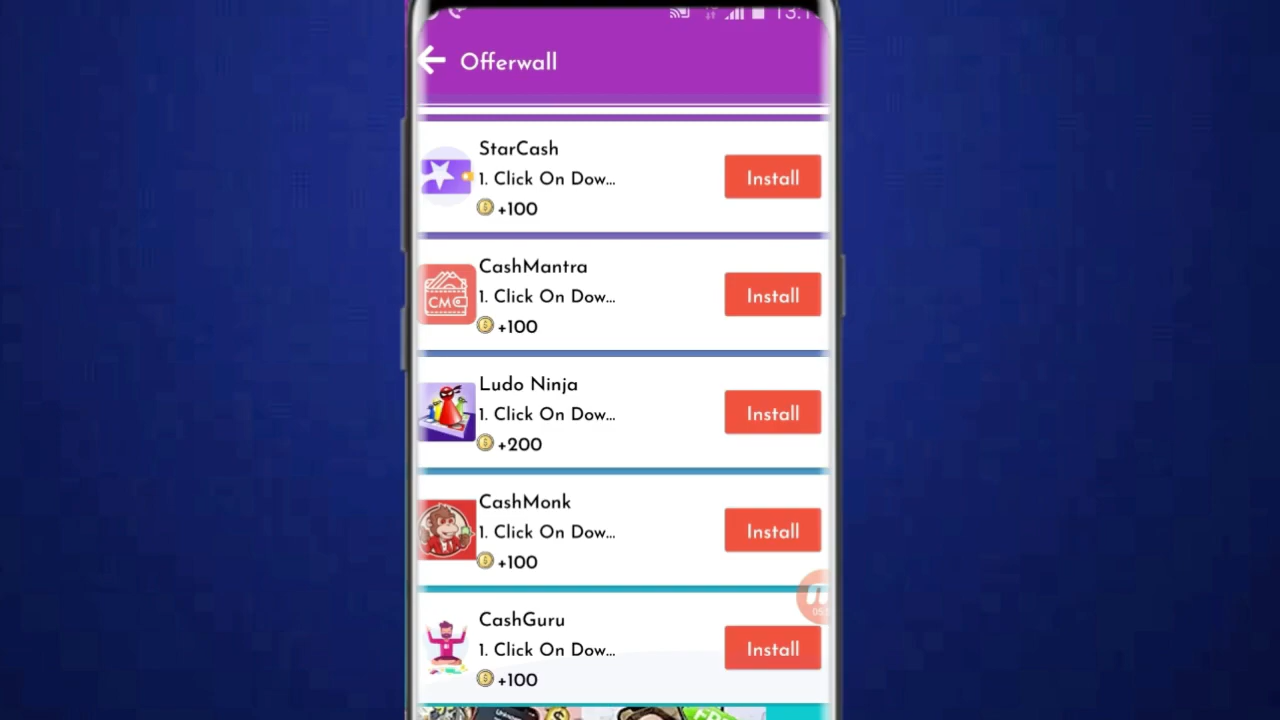 Offerwall
StarCash
1. Click On Dow...
+100
Install
CashMantra
1. Click On Dow...
+100
Install
CM
Ludo Ninja
1. Click On Dow...
+200
Install
CashMonk
1. Click On Dow...
+100
Install
CashGuru
1. Click On Dow...
+100
Install